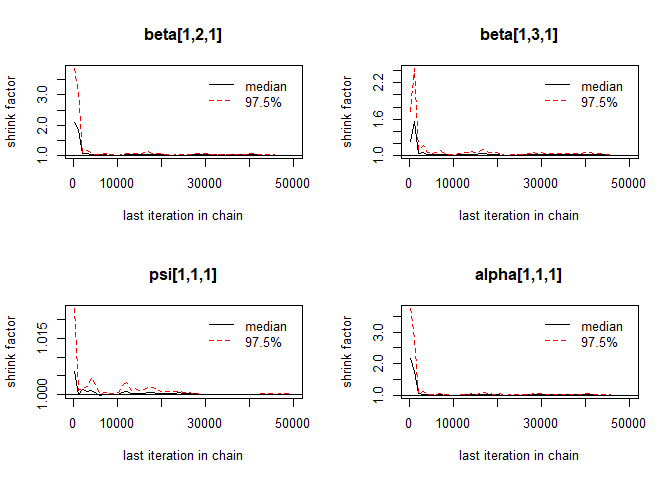 beta[1,2,1]
shrink factor
1.0 2.0 3.0
median
97.5%
0 10000 30000 50000
last iteration in chain
beta[1,3,1]
shrink factor
1.0 1.6 2.2
median
97.5%
0 10000 30000 50000
last iteration in chain
psi[1,1,1]
shrink factor
1.000 1.015
median
97.5%
0 10000 30000 50000
last iteration in chain
alpha[1,1,1]
shrink factor
1.0 2.0 3.0
median
97.5%
0 10000 30000 50000
last iteration in chain